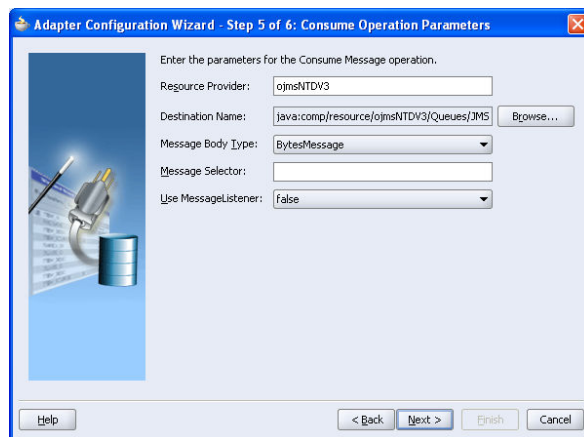 Adapter Configuration Wizard - Step 5 of 6: Consume Operation Parameters
Enter the parameters for the Consume Message operation.
Resource Provider: ojmsNTDV3
Destination Name: java:comp/resource/ojmsNTDV3/Queues/JMS Browse...
Message Body Type: BytesMessage
Message Selector:
Use MessageListener: false
Help < Back Next > Finish Cancel